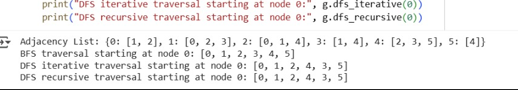 print("DFS iterative traversal starting at node 0:", g.dfs_iterative(0))
print("DFS recursive traversal starting at node 0:", g.dfs_recursive(0))
Adjacency List: {0: [1, 2], 1: [0, 2, 3], 2: [0, 1, 4], 3: [1, 4], 4: [2, 3, 5], 5: [4]}
BFS traversal starting at node 0: [0, 1, 2, 3, 4, 5]
DFS iterative traversal starting at node 0: [0, 1, 2, 4, 3, 5]
DFS recursive traversal starting at node 0: [0, 1, 2, 4, 3, 5]